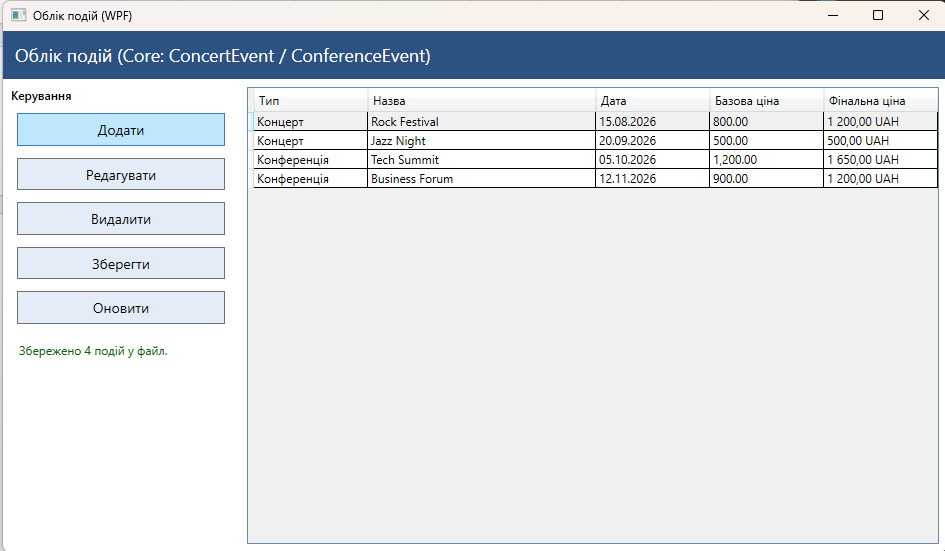 Облік подій (WPF)
Облік подій (Core: ConcertEvent / ConferenceEvent)
Керування
Додати
Редагувати
Видалити
Зберегти
Оновити
Збережено 4 подій у файл.
Тип Назва Дата Базова ціна Фінальна ціна
Концерт Rock Festival 15.08.2026 800.00 1 200,00 UAH
Концерт Jazz Night 20.09.2026 500.00 500,00 UAH
Конференція Tech Summit 05.10.2026 1,200.00 1 650,00 UAH
Конференція Business Forum 12.11.2026 900.00 1 200,00 UAH